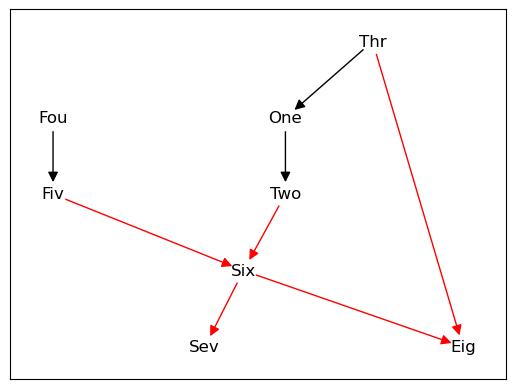 Thr
Fou One
Fiv Two
Six
Sev Eig